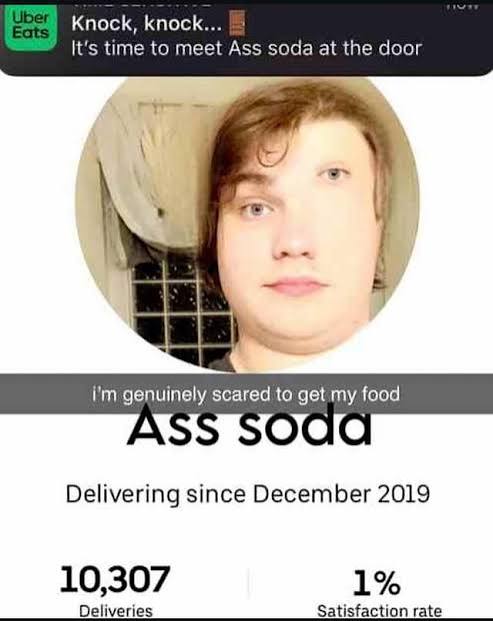 Uber
Eats
Knock, knock... 🚪
It's time to meet Ass soda at the door
i'm genuinely scared to get my food
Ass soda
Delivering since December 2019
10,307
1%
Deliveries
Satisfaction rate